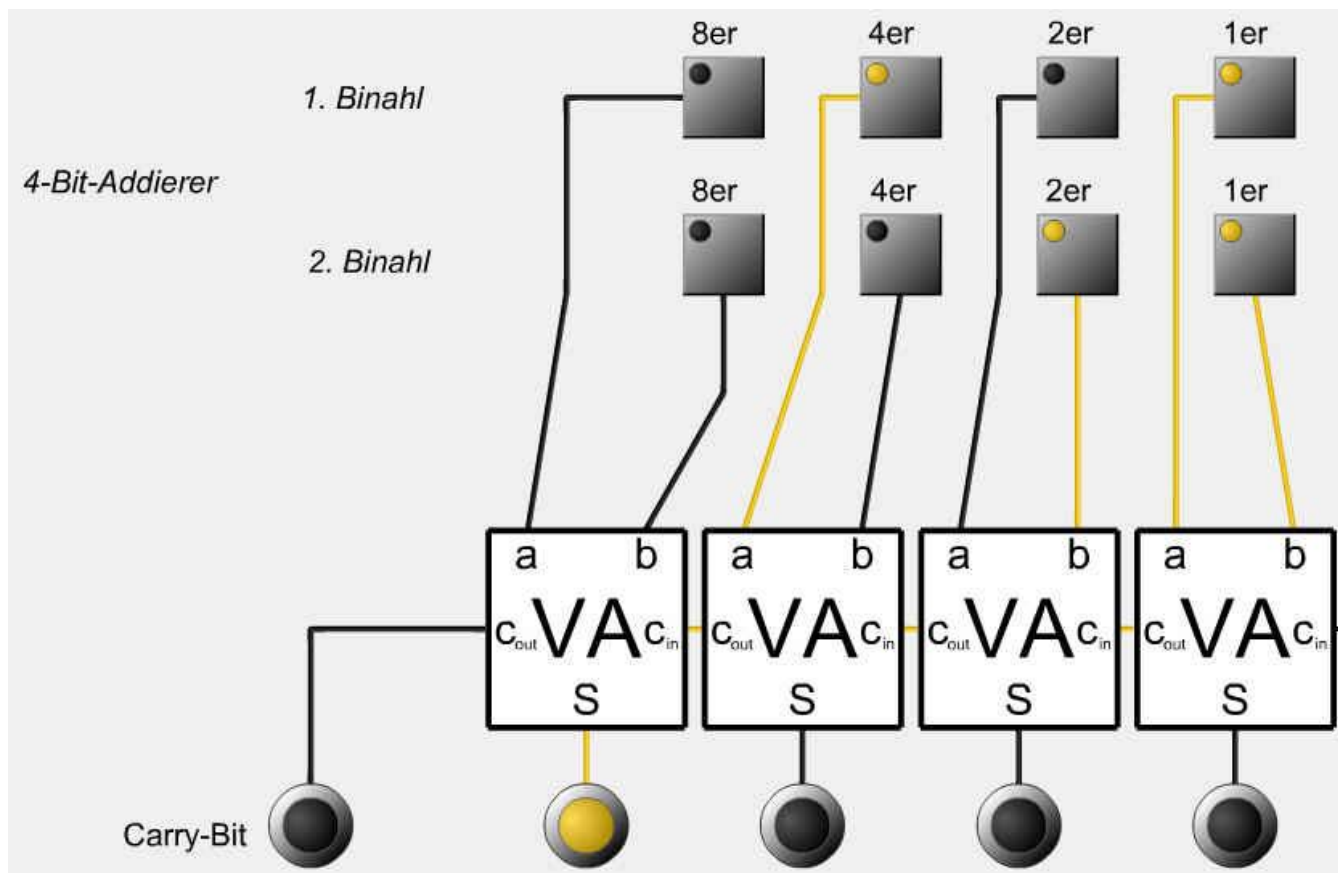 8er 4er 2er 1er
1. Binahl
4-Bit-Addierer
8er 4er 2er 1er
2. Binahl
a b a b a b a b
cout VA cin cout VA cin cout VA cin cout VA cin
S S S S
Carry-Bit